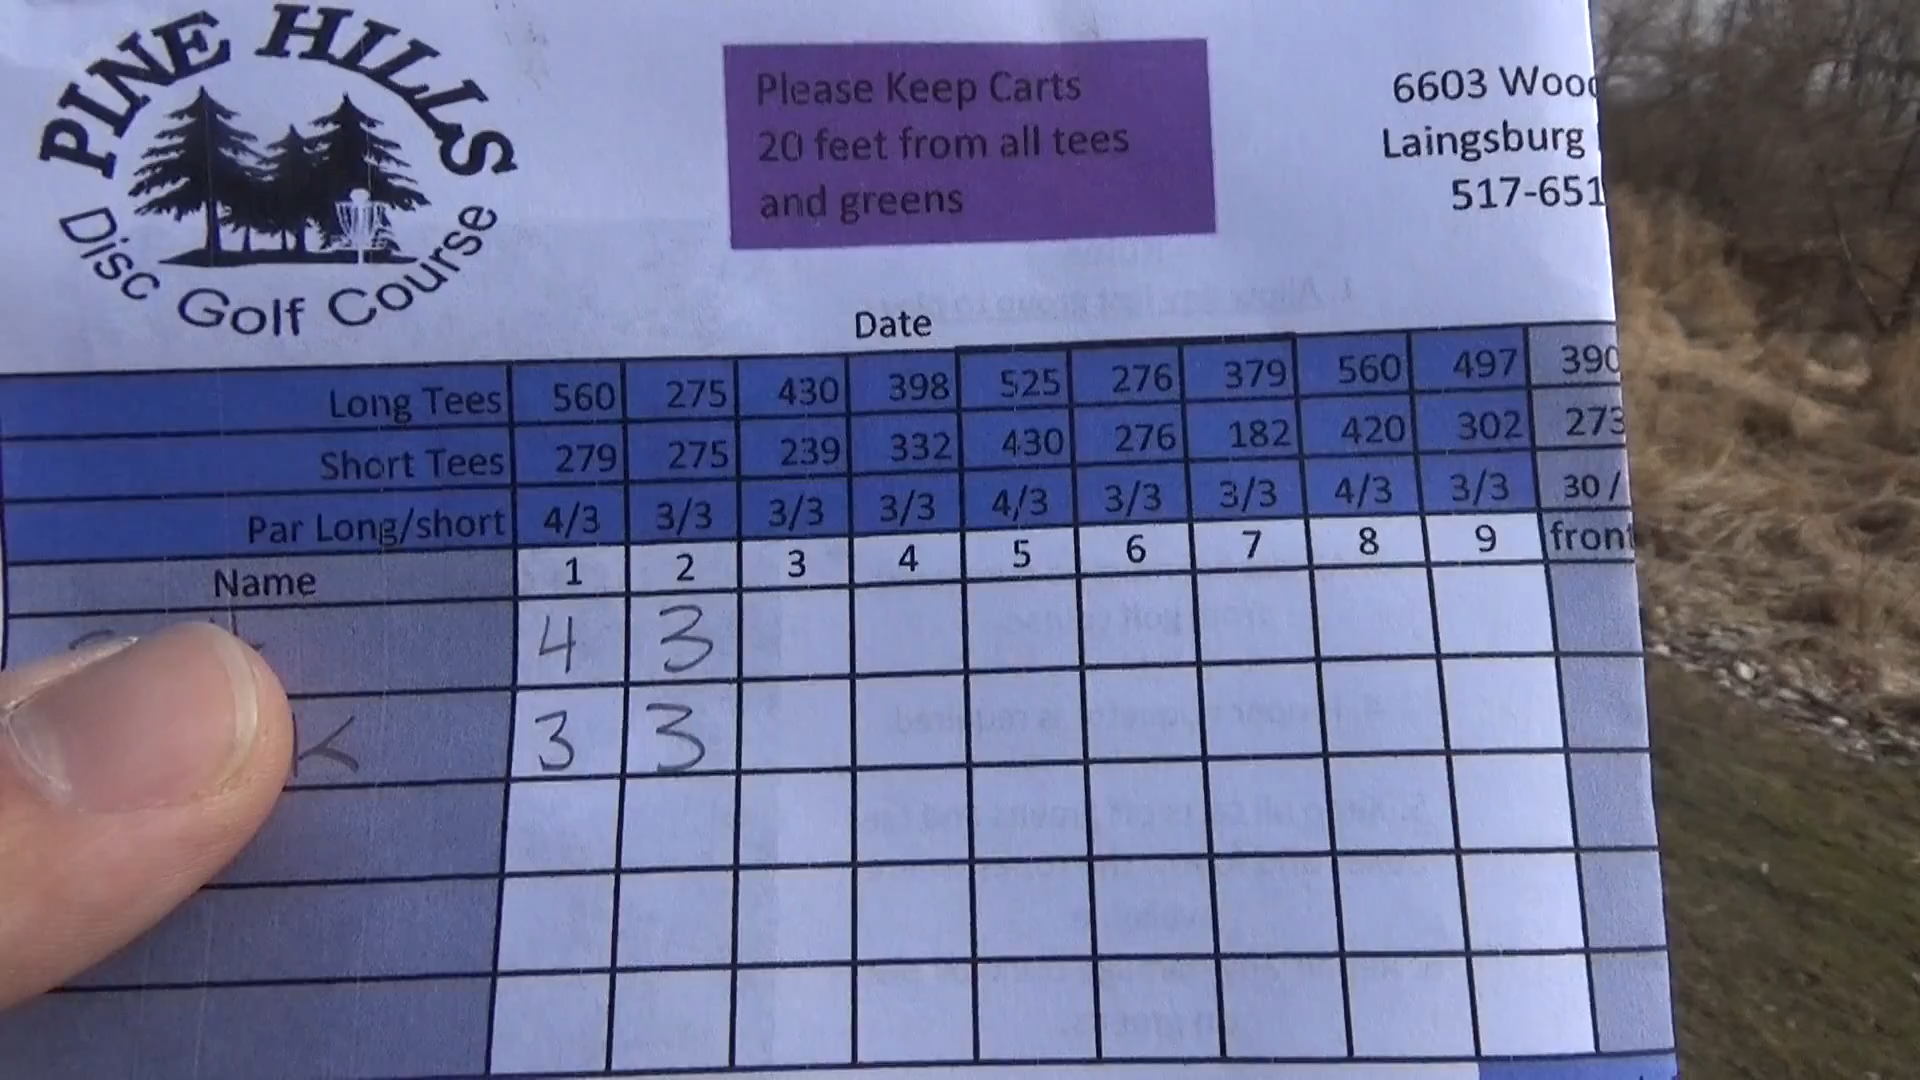 PINE HILLS
Disc Golf Course
Please Keep Carts
20 feet from all tees
and greens
6603
Laingsburg
517-651
Date
Long Tees 560 275 430 398 525 276 379 560 497 390
Short Tees 279 275 239 332 430 276 182 420 302 273
Par Long/short 4/3 3/3 3/3 3/3 4/3 3/3 3/3 4/3 3/3 30 /
Name 1 2 3 4 5 6 7 8 9 front
4 3
K 3 3